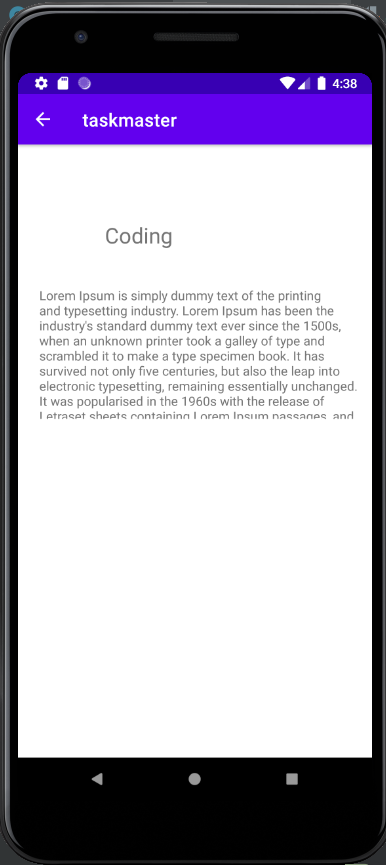 4:38
taskmaster
Coding
Lorem Ipsum is simply dummy text of the printing
and typesetting industry. Lorem Ipsum has been the
industry's standard dummy text ever since the 1500s,
when an unknown printer took a galley of type and
scrambled it to make a type specimen book. It has
survived not only five centuries, but also the leap into
electronic typesetting, remaining essentially unchanged.
It was popularised in the 1960s with the release of
Letraset sheets containing Lorem Ipsum passages, and